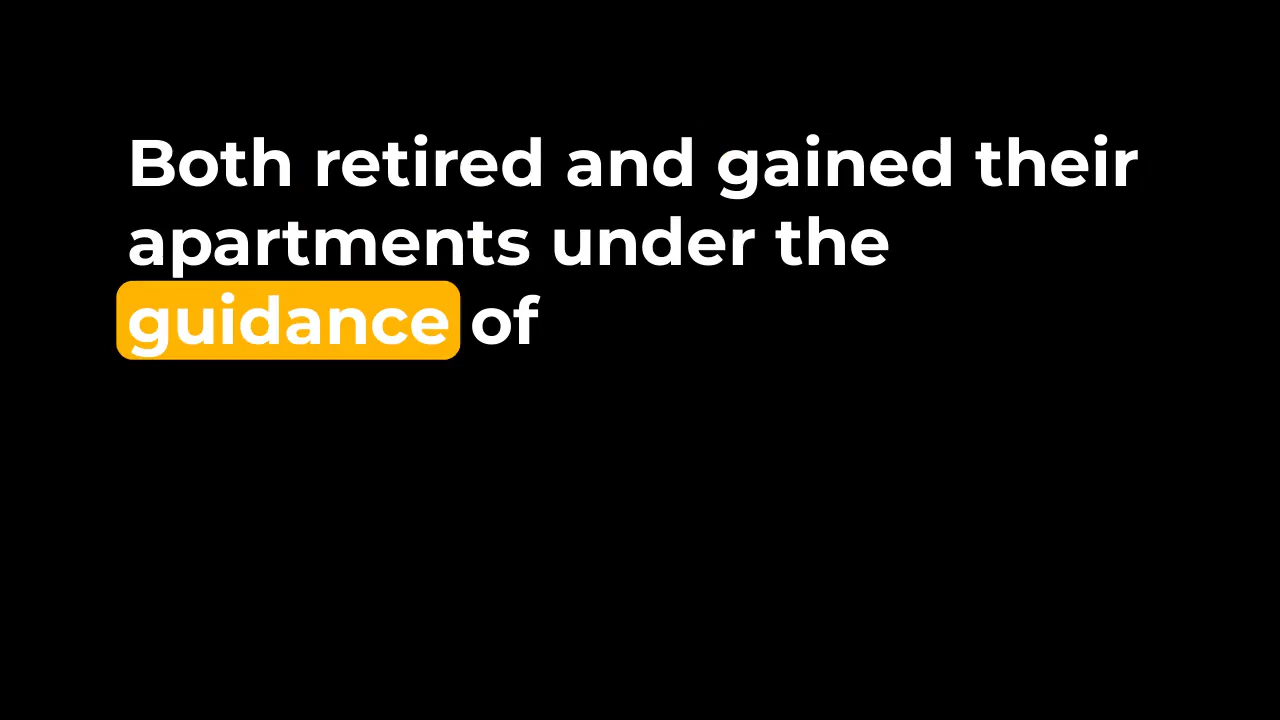 Both retired and gained their
apartments under the
guidance of